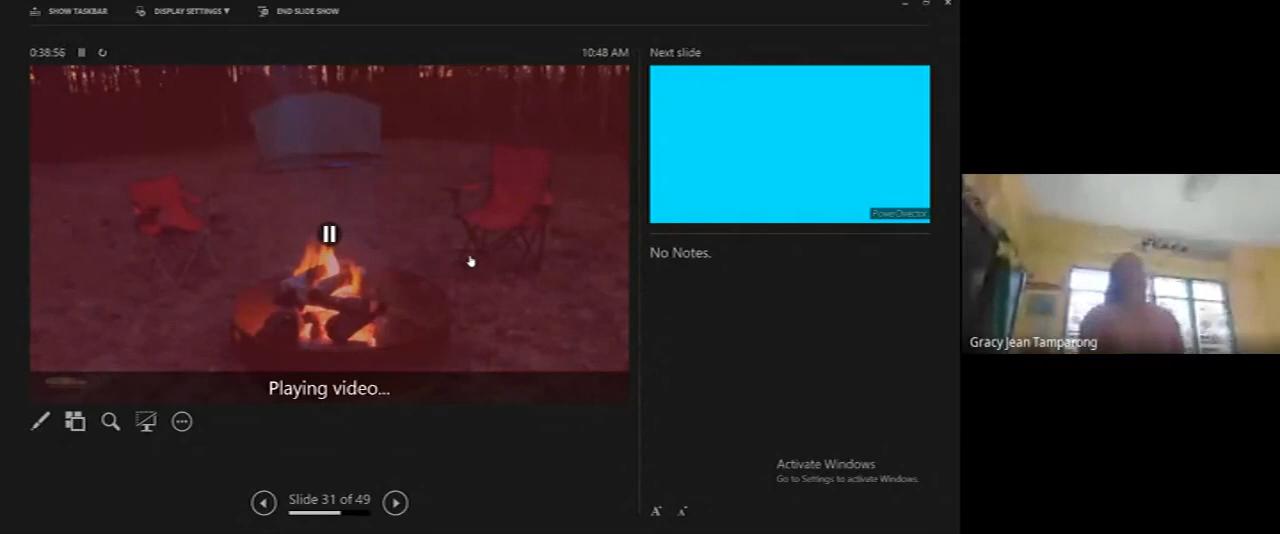 SHOW TASKBAR
DISPLAY SETTINGS ▼
END SLIDE SHOW
0:38:56
10:48 AM
Next slide
PowerDirector
No Notes.
Playing video...
Gracy Jean Tamparong
Activate Windows
Go to Settings to activate Windows.
Slide 31 of 49